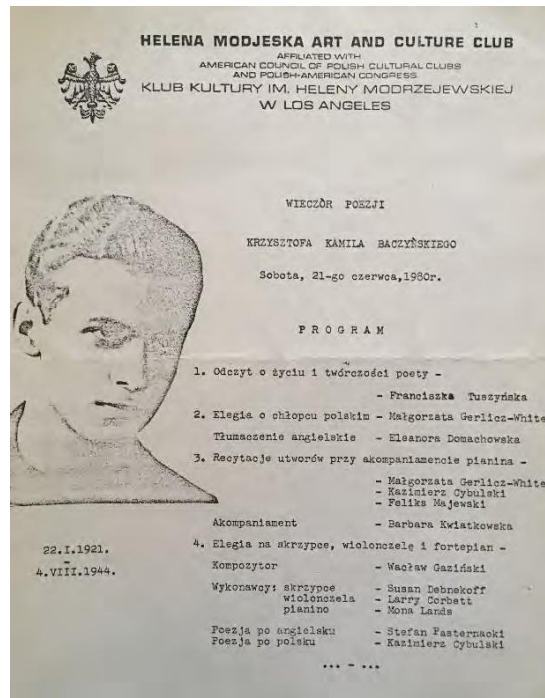 HELENA MODJESKA ART AND CULTURE CLUB
AFFILIATED WITH
AMERICAN COUNCIL OF POLISH CULTURAL CLUBS
AND POLISH-AMERICAN CONGRESS
KLUB KULTURY IM. HELENY MODRZEJEWSKIEJ
W LOS ANGELES
WIECZÓR POEZJI
KRZYSZTOFA KAMILA BACZYŃSKIEGO
Sobota, 21-go czerwca,1980r.
PROGRAM
1. Odczyt o życiu i twórczości poety -
- Franciszka Tuszyńska
2. Elegia o chłopcu polskim - Małgorzata Gerlicz-White
Tłumaczenie angielskie - Eleanora Domachowska
3. Recytacje utworów przy akompaniamencie pianina -
- Małgorzata Gerlicz-White
- Kazimierz Cybulski
- Feliks Majewski
Akompaniament - Barbara Kwiatkowska
4. Elegia na skrzypce, wiolonczelę i fortepian -
Kompozytor - Wacław Gaziński
Wykonawcy: skrzypce - Susan Debnekoff
wiolonczela - Larry Corbett
pianino - Mona Lands
Poezja po angielsku - Stefan Pasternacki
Poezja po polsku - Kazimierz Cybulski
... - ...
22.I.1921.
-
4.VIII.1944.